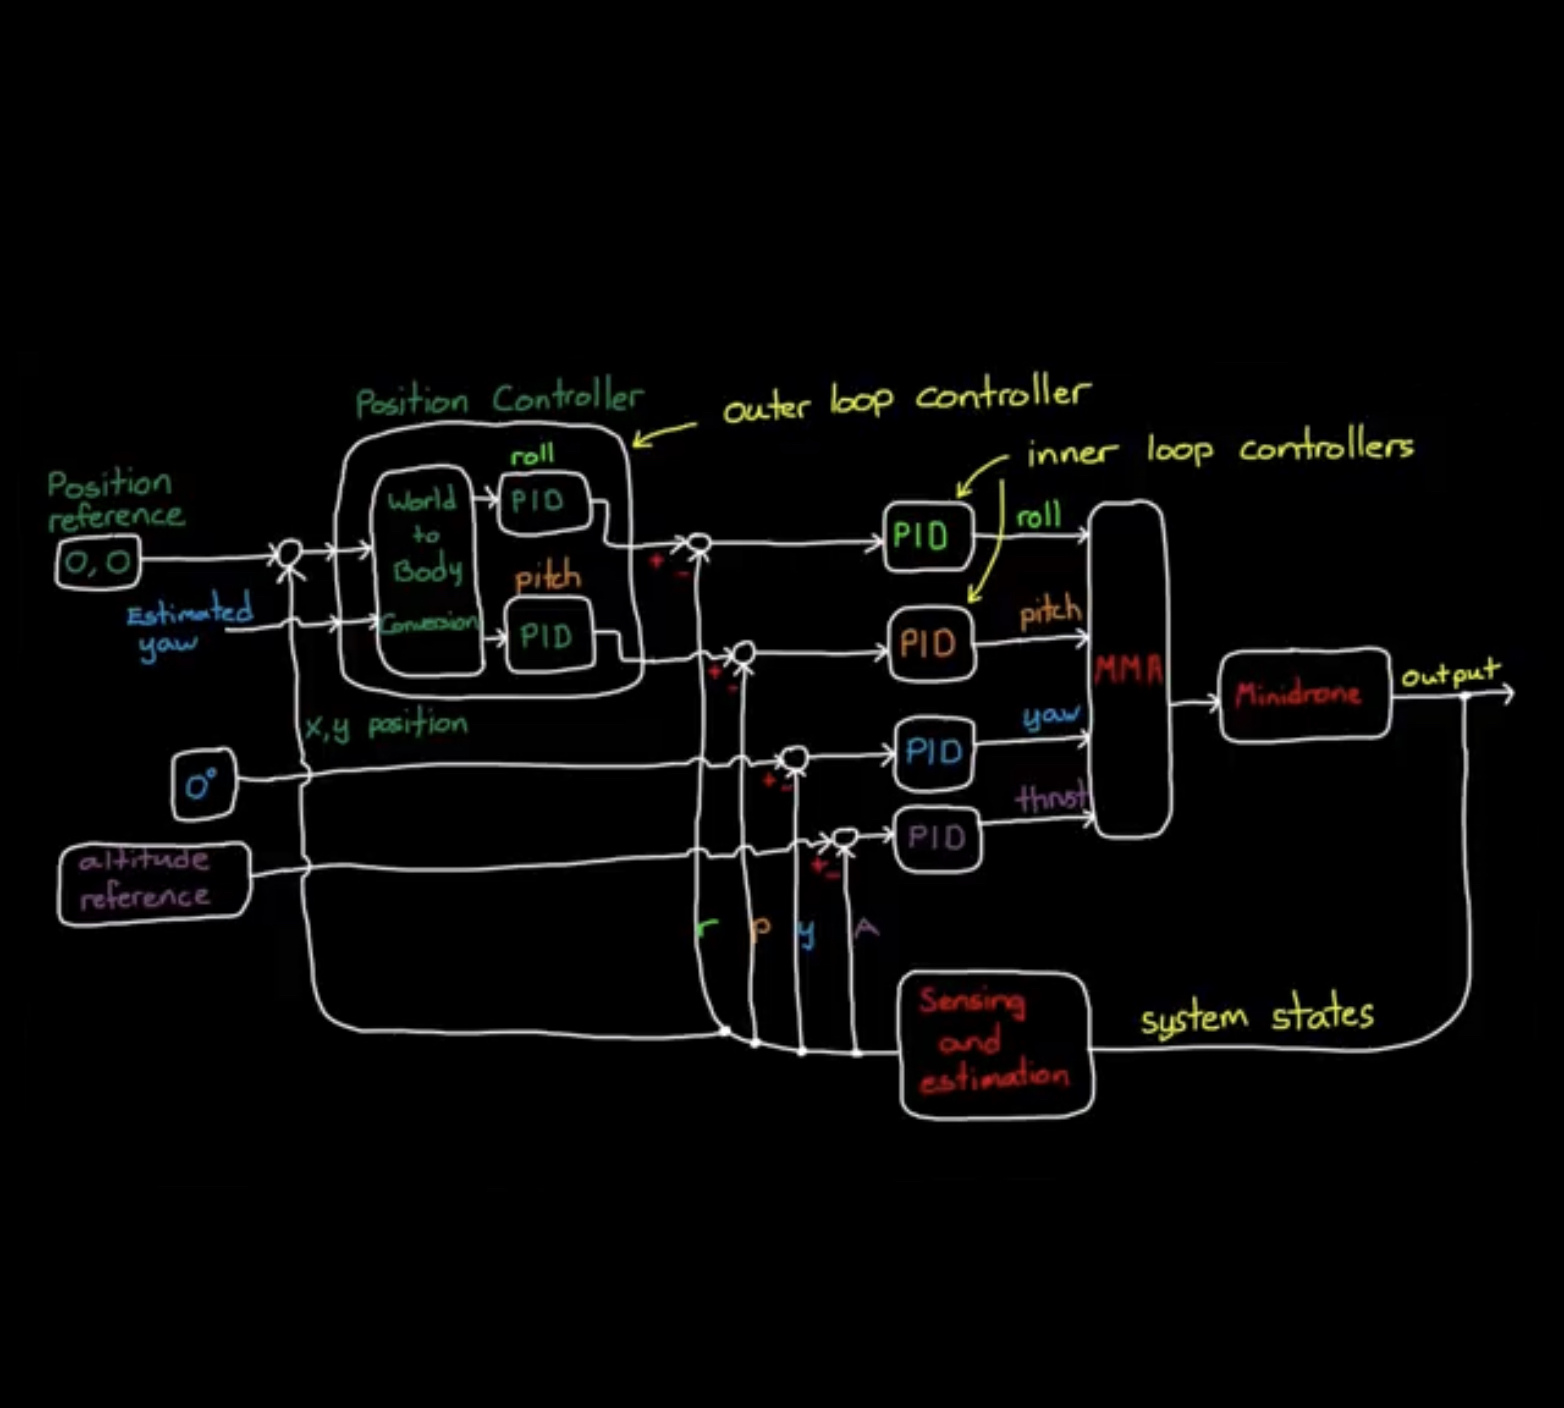 Position Controller
outer loop controller
inner loop controllers
roll
Position
reference
0,0
World
to
Body
Conversion
PID
pitch
PID
Estimated
yaw
x,y position
+
-
+
-
+
-
+
-
PID
roll
PID
pitch
PID
yaw
PID
thrust
MMA
Minidrone
output
0°
altitude
reference
r
p
y
A
Sensing
and
estimation
system states